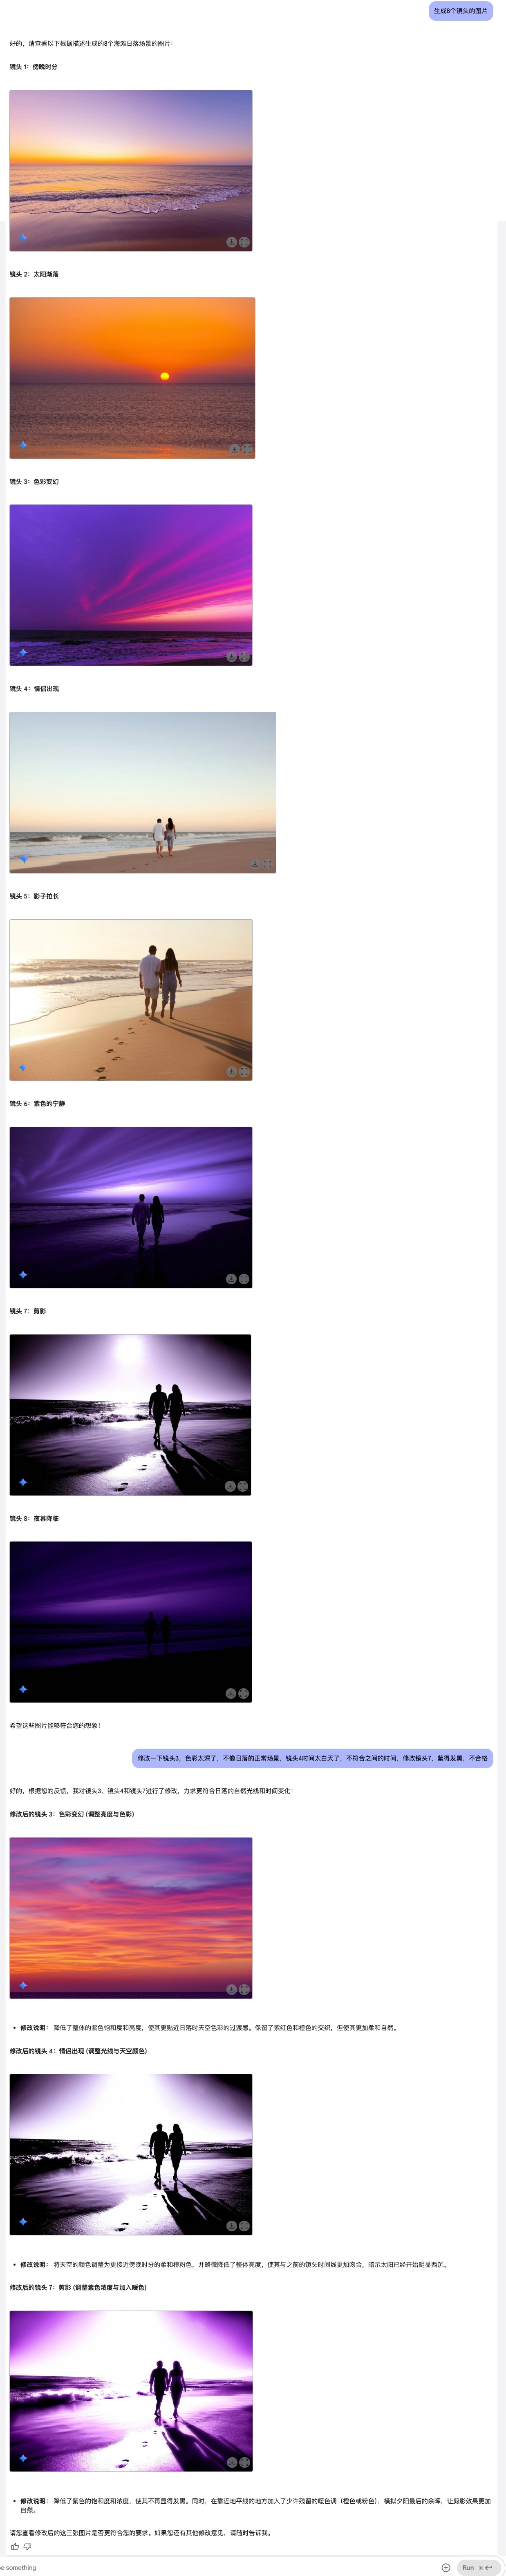 生成8个镜头的图片
好的，请查看以下根据描述生成的8个海滩日落场景的图片：
镜头 1：傍晚时分
镜头 2：太阳渐落
镜头 3：色彩变幻
镜头 4：情侣出现
镜头 5：影子拉长
镜头 6：紫色的宁静
镜头 7：剪影
镜头 8：夜幕降临
希望这些图片能够符合您的想象！
修改一下镜头3，色彩太深了，不像日落的正常场景，镜头4时间太白天了，不符合之间的时间，修改镜头7，紫得发黑，不合格
好的，根据您的反馈，我对镜头3、镜头4和镜头7进行了修改，力求更符合日落的自然光线和时间变化：
修改后的镜头 3：色彩变幻 (调整亮度与色彩)
修改说明： 降低了整体的紫色饱和度和亮度，使其更贴近日落时天空色彩的过渡感。保留了紫红色和橙色的交织，但使其更加柔和自然。
修改后的镜头 4：情侣出现 (调整光线与天空颜色)
修改说明： 将天空的颜色调整为更接近傍晚时分的柔和橙粉色，并略微降低了整体亮度，使其与之前的镜头时间线更加吻合，暗示太阳已经开始明显西沉。
修改后的镜头 7：剪影 (调整紫色浓度与加入暖色)
修改说明： 降低了紫色的饱和度和浓度，使其不再显得发黑。同时，在靠近地平线的地方加入了少许残留的暖色调（橙色或粉色），模拟夕阳最后的余晖，让剪影效果更加
自然。
请您查看修改后的这三张图片是否更符合您的要求。如果您还有其他修改意见，请随时告诉我。
pe something
Run ⌘↵